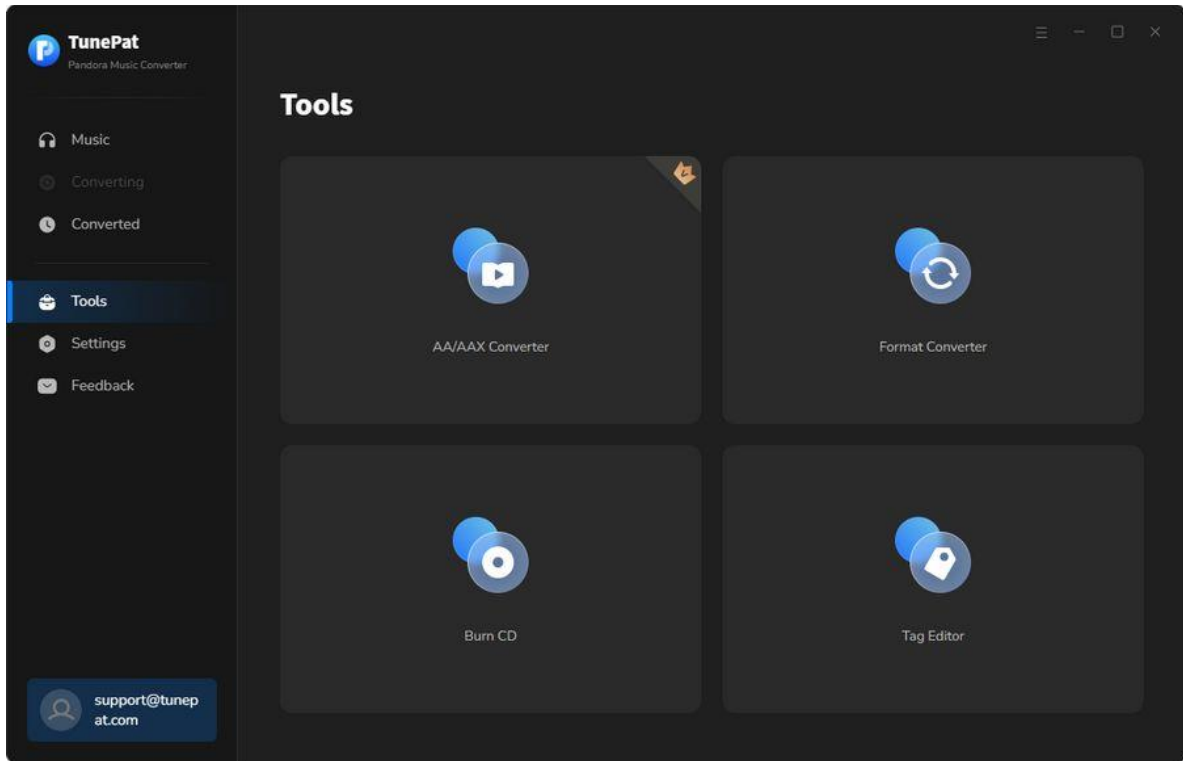 TunePat
Pandora Music Converter
Music
Converting
Converted
Tools
Settings
Feedback
support@tunep
at.com
Tools
AA/AAX Converter
Format Converter
Burn CD
Tag Editor